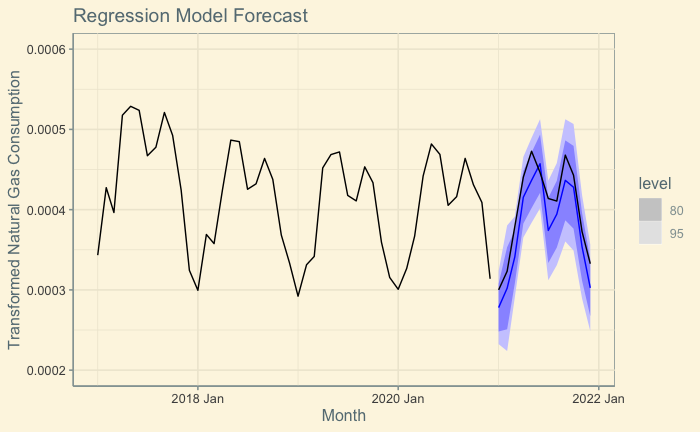 Regression Model Forecast
Transformed Natural Gas Consumption
0.0006
0.0005
0.0004
0.0003
0.0002
2018 Jan
2020 Jan
2022 Jan
Month
level
80
95